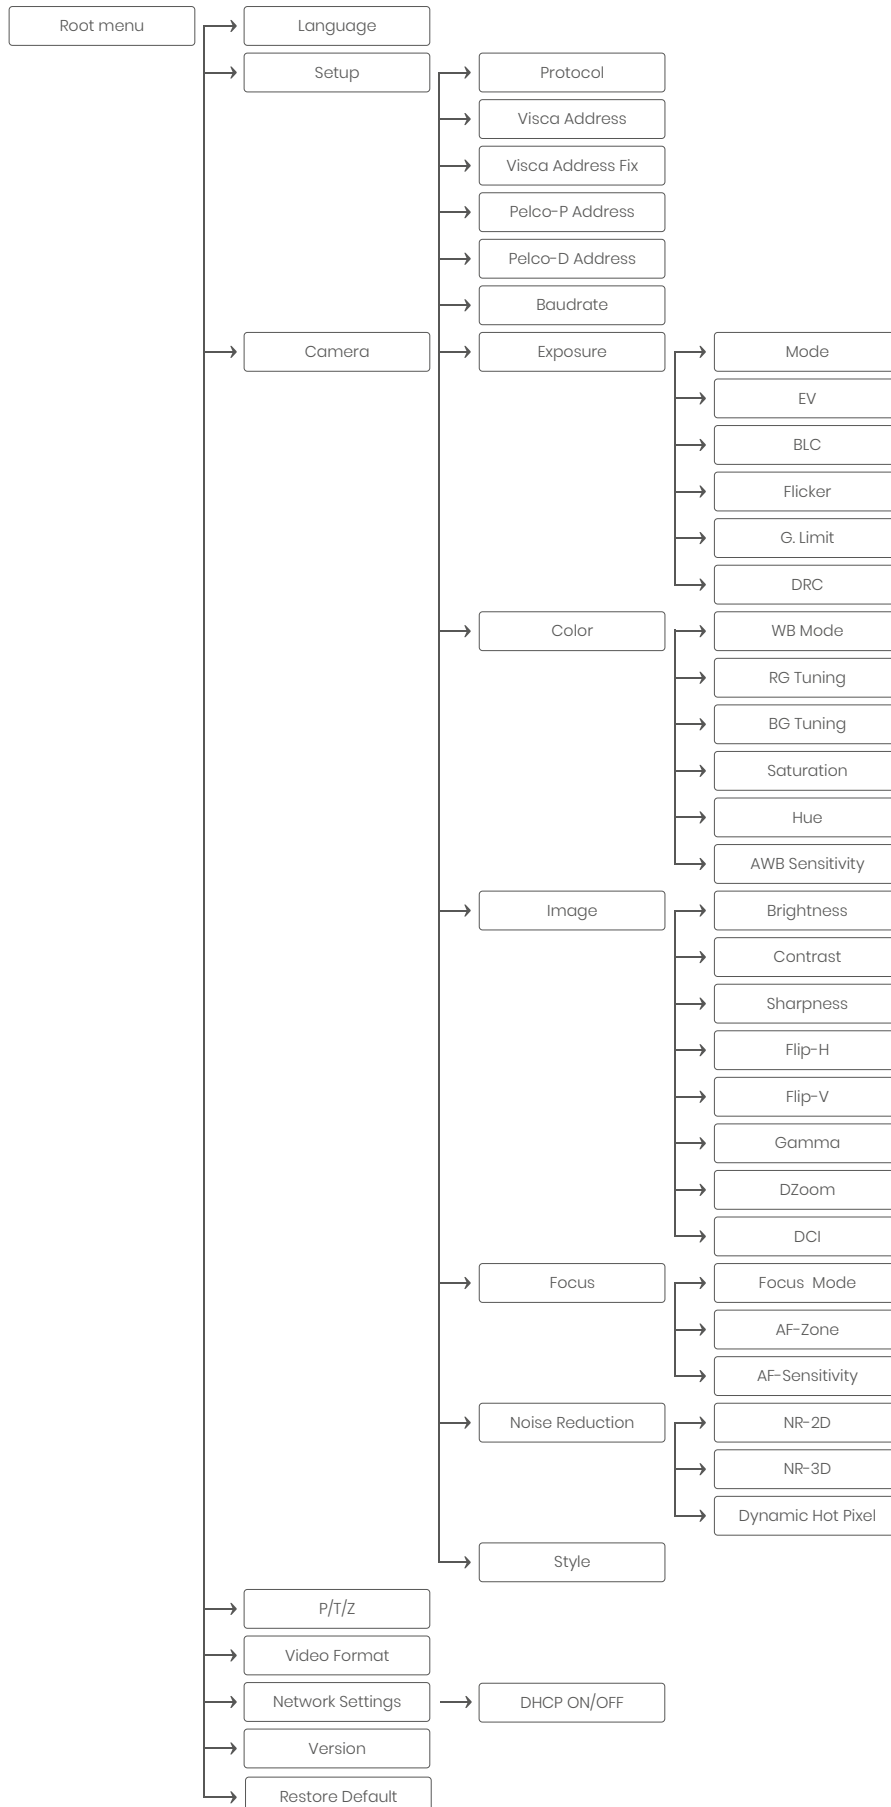 Root menu
Language
Setup
Protocol
Visca Address
Visca Address Fix
Pelco-P Address
Pelco-D Address
Baudrate
Camera
Exposure
Mode
EV
BLC
Flicker
G. Limit
DRC
Color
WB Mode
RG Tuning
BG Tuning
Saturation
Hue
AWB Sensitivity
Image
Brightness
Contrast
Sharpness
Flip-H
Flip-V
Gamma
DZoom
DCI
Focus
Focus Mode
AF-Zone
AF-Sensitivity
Noise Reduction
NR-2D
NR-3D
Dynamic Hot Pixel
Style
P/T/Z
Video Format
Network Settings
DHCP ON/OFF
Version
Restore Default